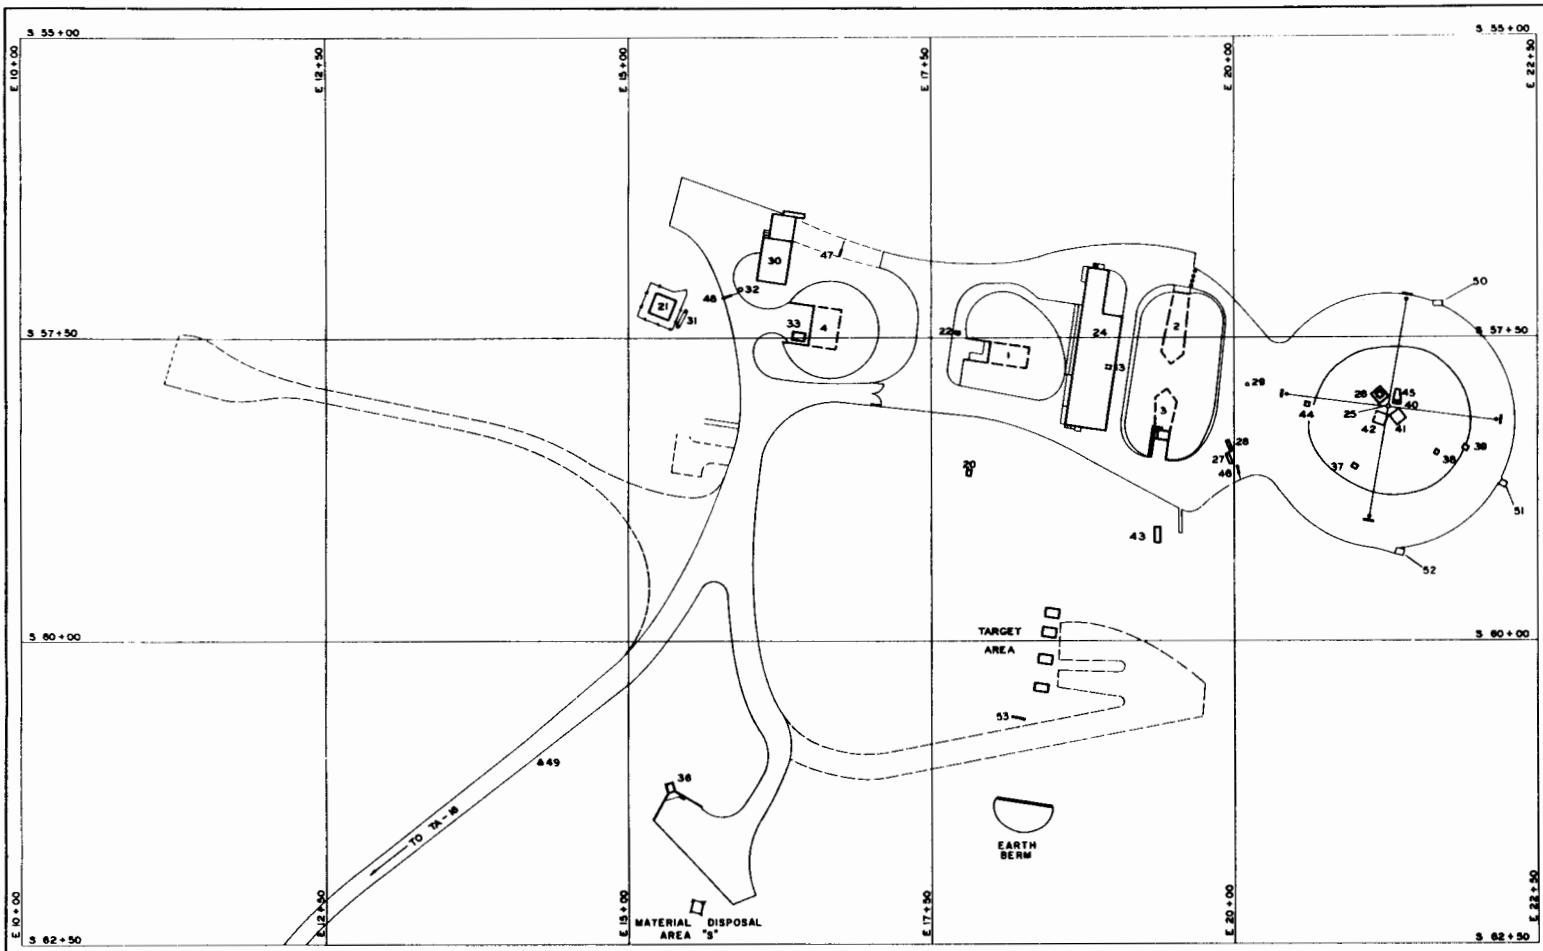 S 55+00
S 55+00
E 10+00
E 12+50
E 15+00
E 17+50
E 20+00
E 22+50
47
30
50
32
48
21
31
33
4
22
1
24
2
S 57+50
S 57+50
13
29
3
26
45
40
25
44
42
41
28
27
46
39
38
37
20
51
43
52
TARGET
AREA
S 60+00
S 60+00
53
49
36
TO TA-16
EARTH
BERM
MATERIAL DISPOSAL
AREA "S"
E 10+00
E 12+50
E 15+00
E 17+50
E 20+00
E 22+50
S 62+50
S 62+50